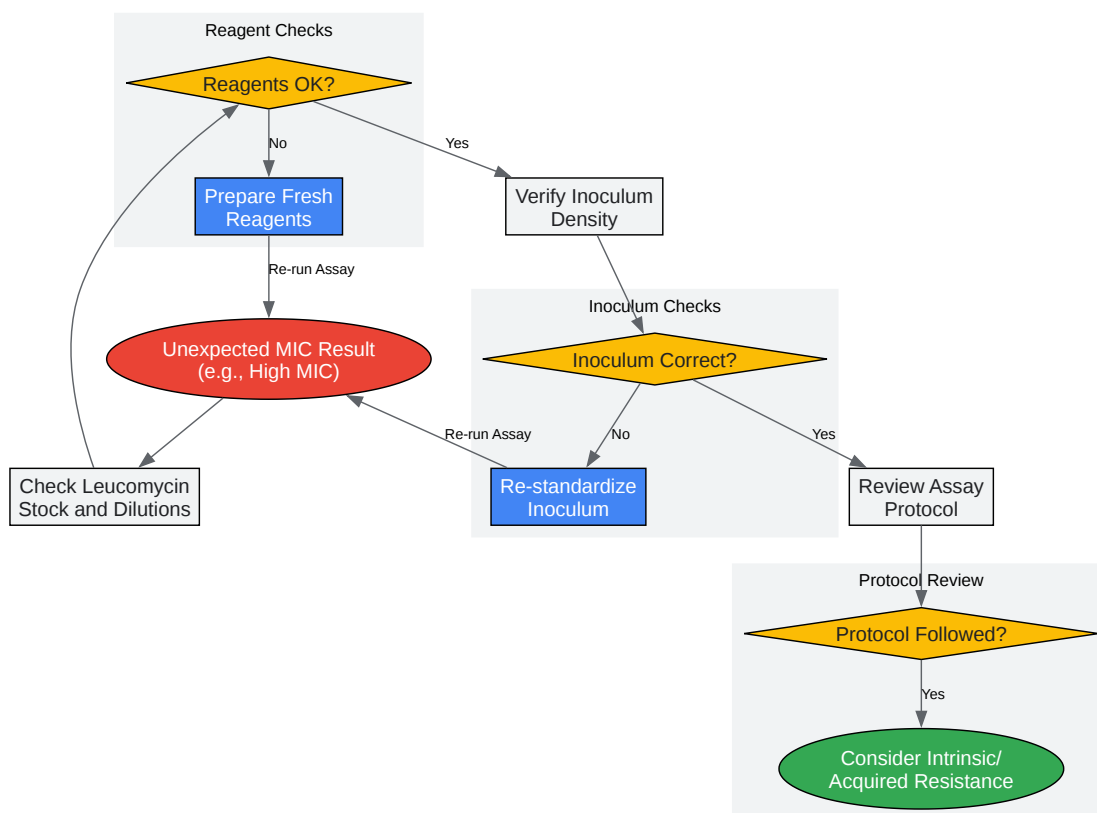 Reagent Checks
Reagents OK?
No
Yes
Prepare Fresh
Reagents
Verify Inoculum
Density
Re-run Assay
Inoculum Checks
Unexpected MIC Result
(e.g., High MIC)
Inoculum Correct?
Re-run Assay
No
Yes
Check Leucomycin
Stock and Dilutions
Re-standardize
Inoculum
Review Assay
Protocol
Protocol Review
Protocol Followed?
Yes
Consider Intrinsic/
Acquired Resistance